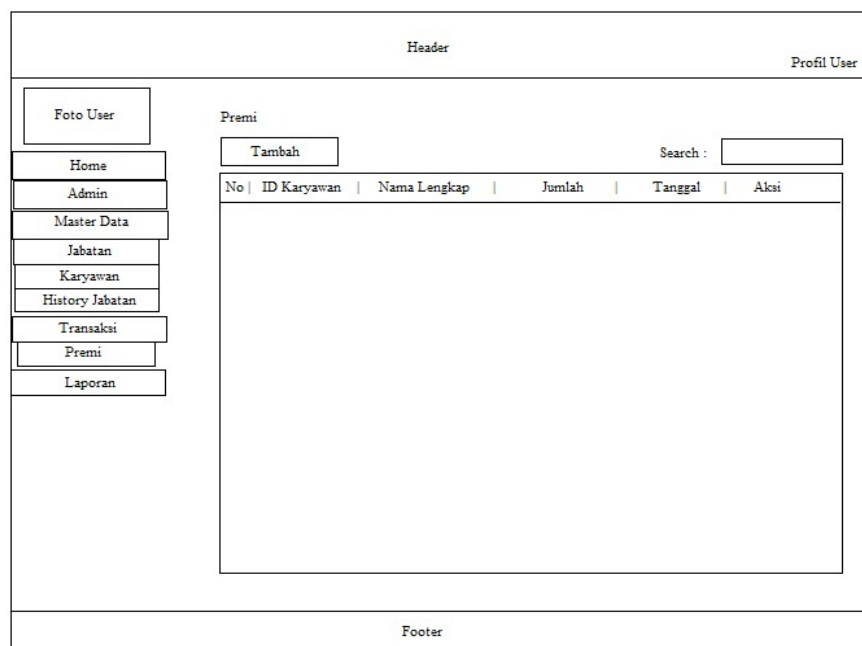 Header
Profil User
Foto User
Home
Admin
Master Data
Jabatan
Karyawan
History Jabatan
Transaksi
Premi
Laporan
Premi
Tambah
Search :
No | ID Karyawan | Nama Lengkap | Jumlah | Tanggal | Aksi
Footer